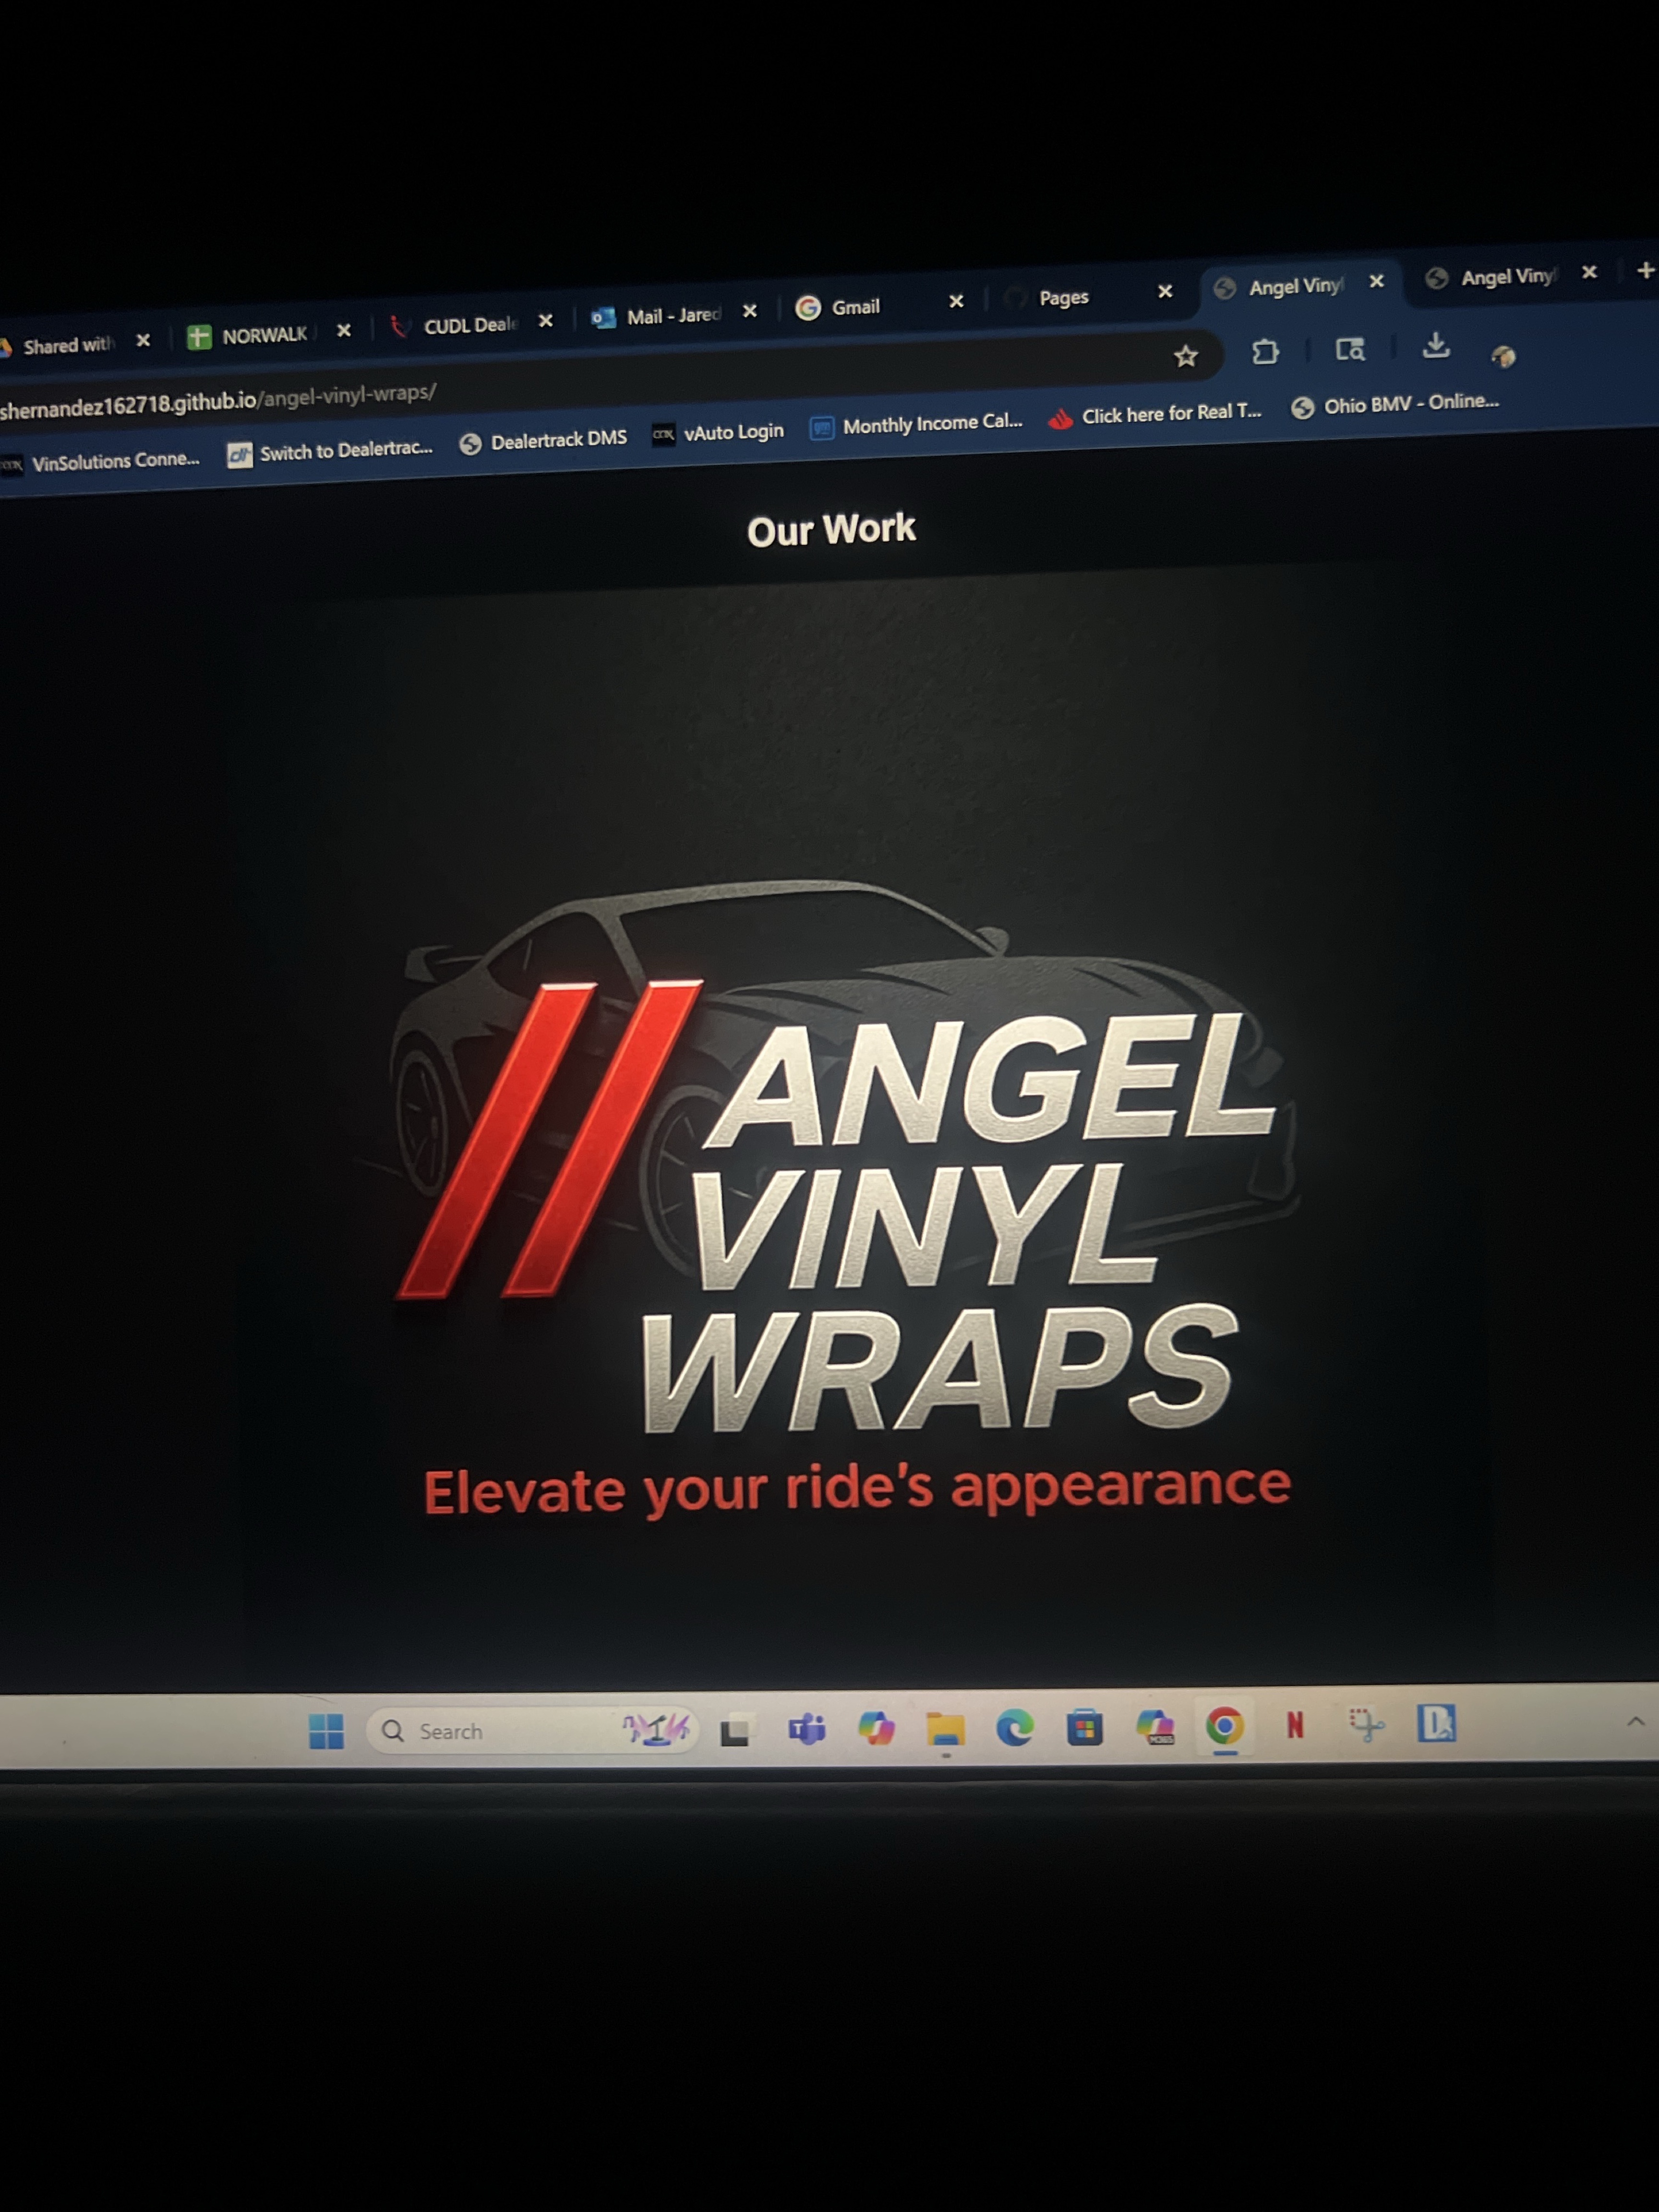 Shared with
NORWALK
CUDL Deale
Mail - Jared
Gmail
Pages
Angel Vinyl
Angel Vinyl
shernandez162718.github.io/angel-vinyl-wraps/
VinSolutions Conne...
Switch to Dealertrac...
Dealertrack DMS
vAuto Login
Monthly Income Cal...
Click here for Real T...
Ohio BMV - Online...
Our Work
ANGEL
VINYL
WRAPS
Elevate your ride's appearance
Search